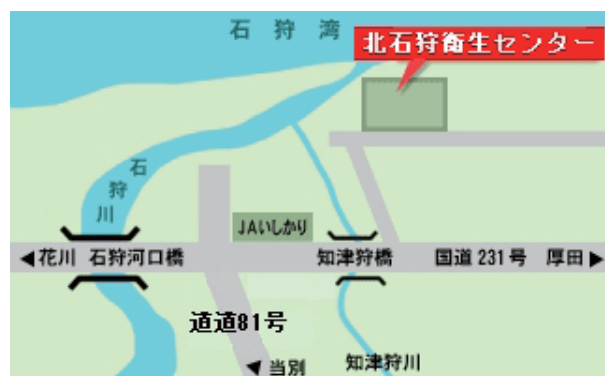 石狩湾
北石狩衛生センター
石狩川
JAいしかり
◀花川 石狩河口橋 知津狩橋 国道231号 厚田▶
道道81号
◀当別 知津狩川